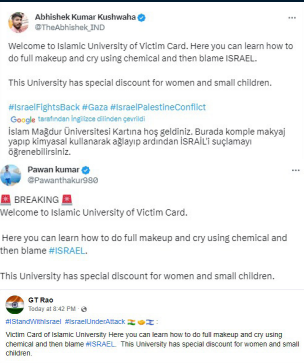 Abhishek Kumar Kushwaha
@TheAbhishek_IND
Welcome to Islamic University of Victim Card. Here you can learn how to
do full makeup and cry using chemical and then blame ISRAEL.
This University has special discount for women and small children.
#IsraelFightsBack #Gaza #IsraelPalestineConflict
Google tarafından İngilizce dilinden çevrildi
İslam Mağdur Üniversitesi Kartına hoş geldiniz. Burada komple makyaj
yapıp kimyasal kullanarak ağlayıp ardından İSRAİL'i suçlamayı
öğrenebilirsiniz.
Pawan kumar
@Pawanthakur980
🚨 BREAKING 🚨
Welcome to Islamic University of Victim Card.
Here you can learn how to do full makeup and cry using chemical and
then blame #ISRAEL.
This University has special discount for women and small children.
GT Rao
Today at 8:42 PM ·
#IStandWithIsrael #IsraelUnderAttack 🇮🇳🤝🇮🇱 :
Victim Card of Islamic University Here you can learn how to do full makeup and cry using
chemical and then blame #ISRAEL. This University has special discount for women and small
children.